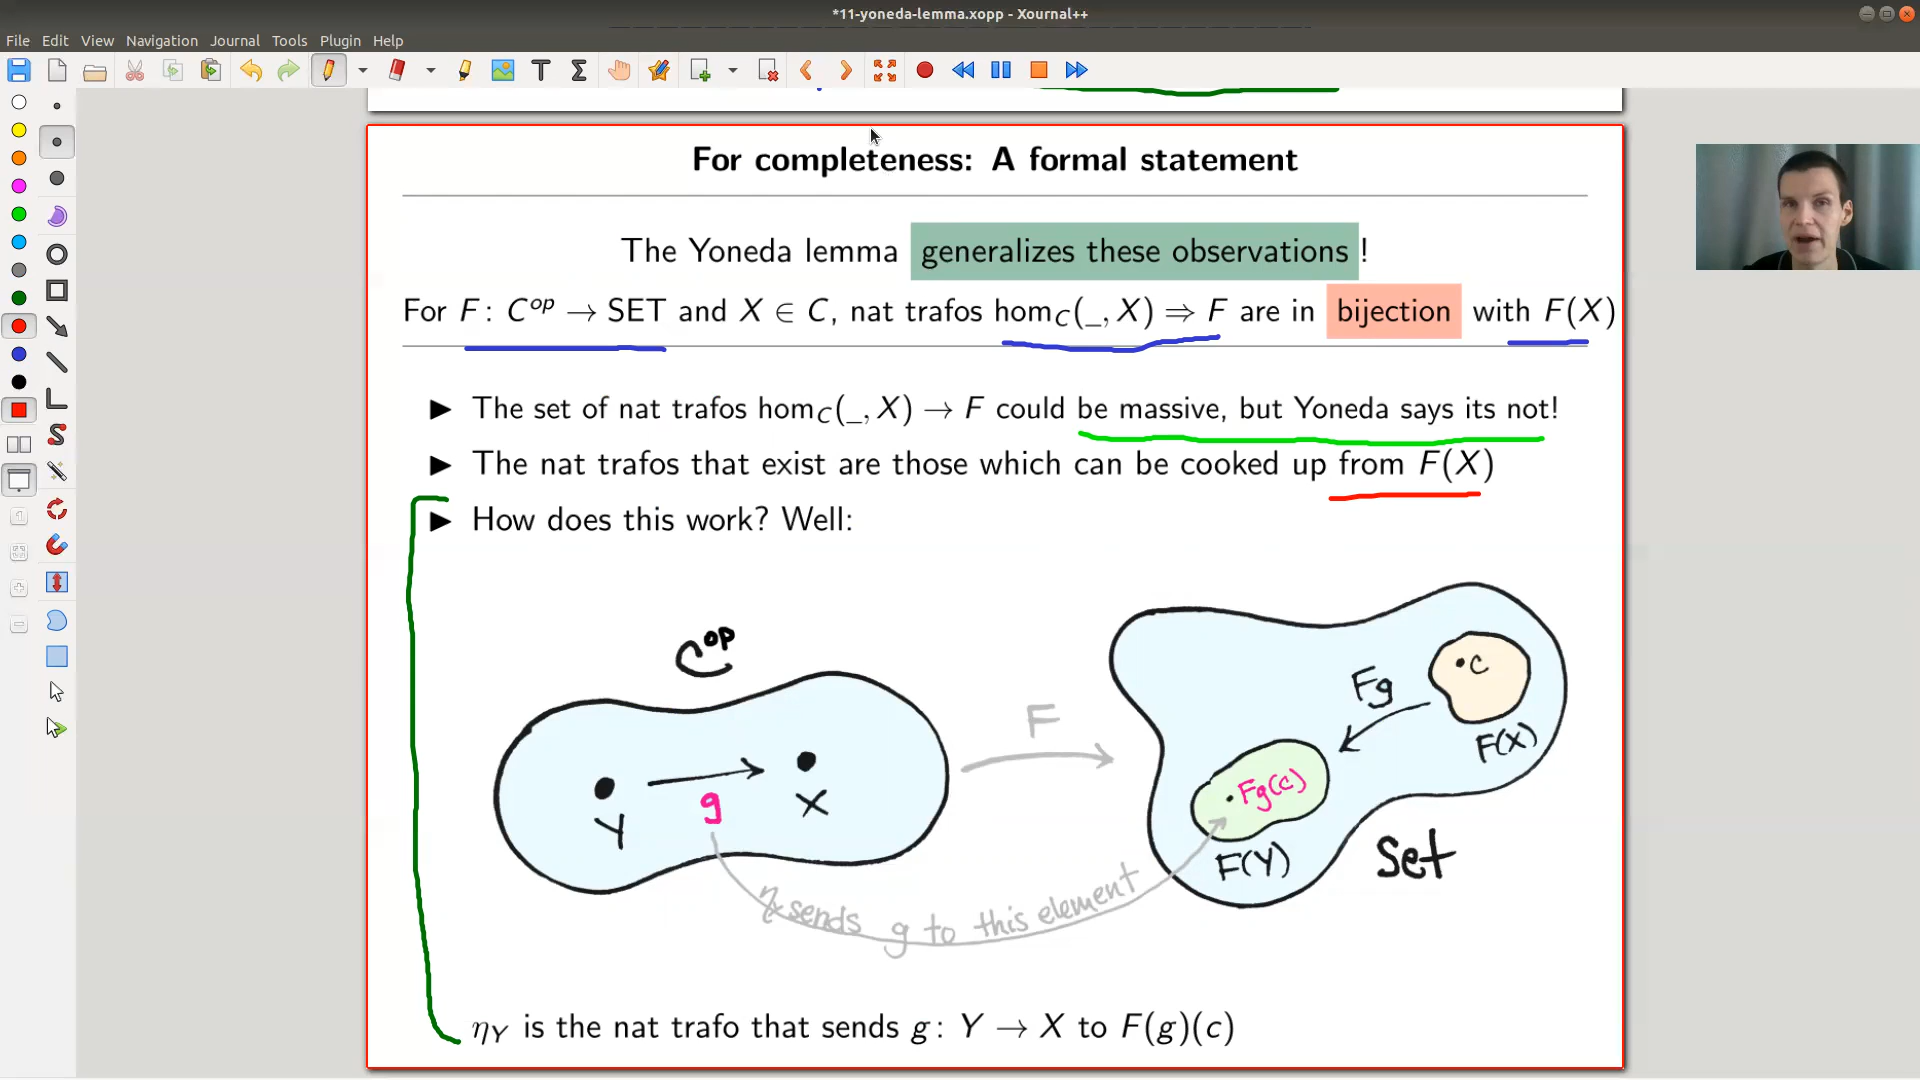 *11-yoneda-lemma.xopp - Xournal++
File Edit View Navigation Journal Tools Plugin Help
For completeness: A formal statement
The Yoneda lemma generalizes these observations !
For F: C^op → SET and X ∈ C, nat trafos hom_C(_, X) ⇒ F are in bijection with F(X)
▶ The set of nat trafos hom_C(_, X) → F could be massive, but Yoneda says its not!
▶ The nat trafos that exist are those which can be cooked up from F(X)
▶ How does this work? Well:
C^op
Y
g
X
F
Fg
c
F(X)
Fg(c)
F(Y)
Set
η sends g to this element
η_Y is the nat trafo that sends g: Y → X to F(g)(c)